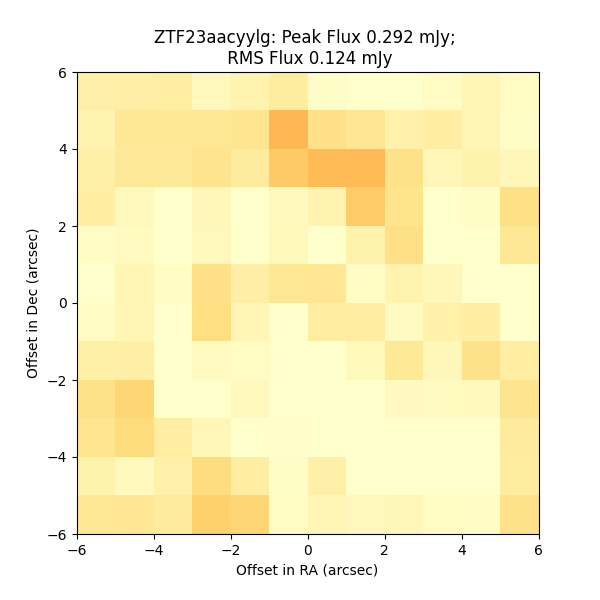 ZTF23aacyylg: Peak Flux 0.292 mJy;
RMS Flux 0.124 mJy
6
4
2
0
−2
−4
−6
Offset in Dec (arcsec)
−6 −4 −2 0 2 4 6
Offset in RA (arcsec)